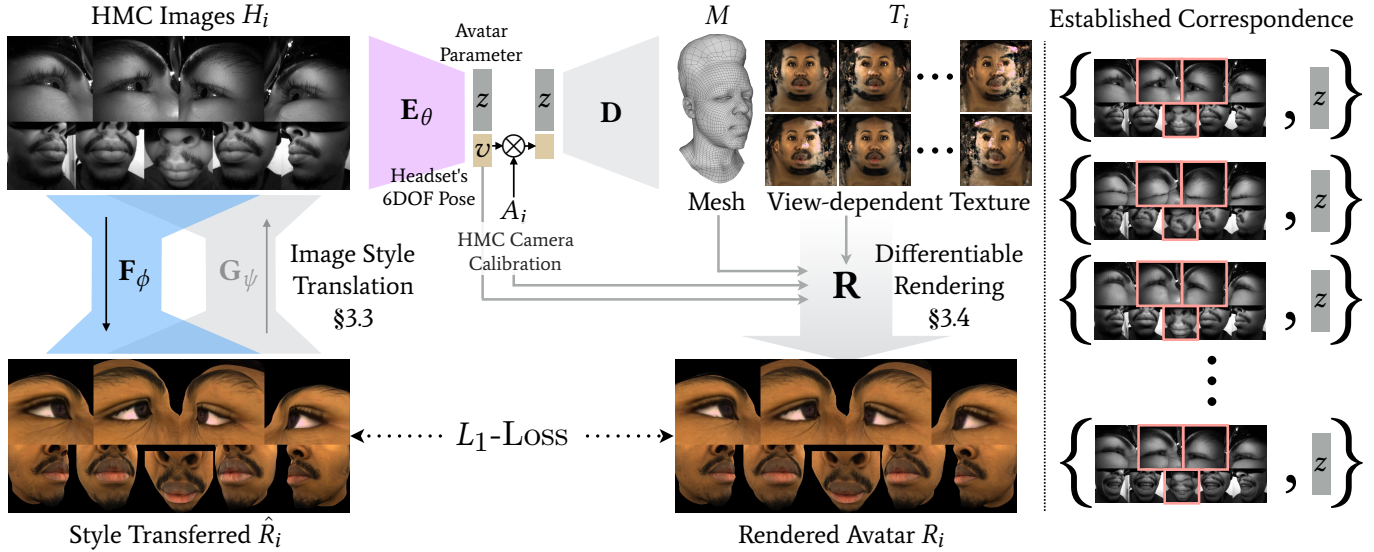 HMC Images H_i
Avatar
Parameter
E_θ
z
z
D
v
Headset's
6DOF Pose
A_i
HMC Camera
Calibration
M
T_i
Mesh
View-dependent Texture
F_ϕ
G_ψ
Image Style
Translation
§3.3
R
Differentiable
Rendering
§3.4
L_1-Loss
Style Transferred \hat{R}_i
Rendered Avatar R_i
Established Correspondence
{ , z }
{ , z }
{ , z }
{ , z }